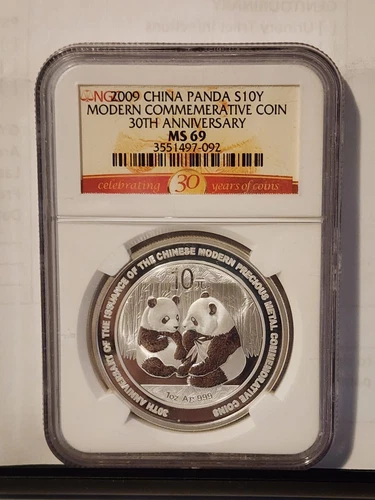 NGC
2009 CHINA PANDA S10Y
MODERN COMMEMERATIVE COIN
30TH ANNIVERSARY
MS 69
3551497-092
celebrating 30 years of coins
30TH ANNIVERSARY OF THE ISSUANCE OF THE CHINESE MODERN PRECIOUS METAL COMMEMORATIVE COINS
10元
1oz Ag .999